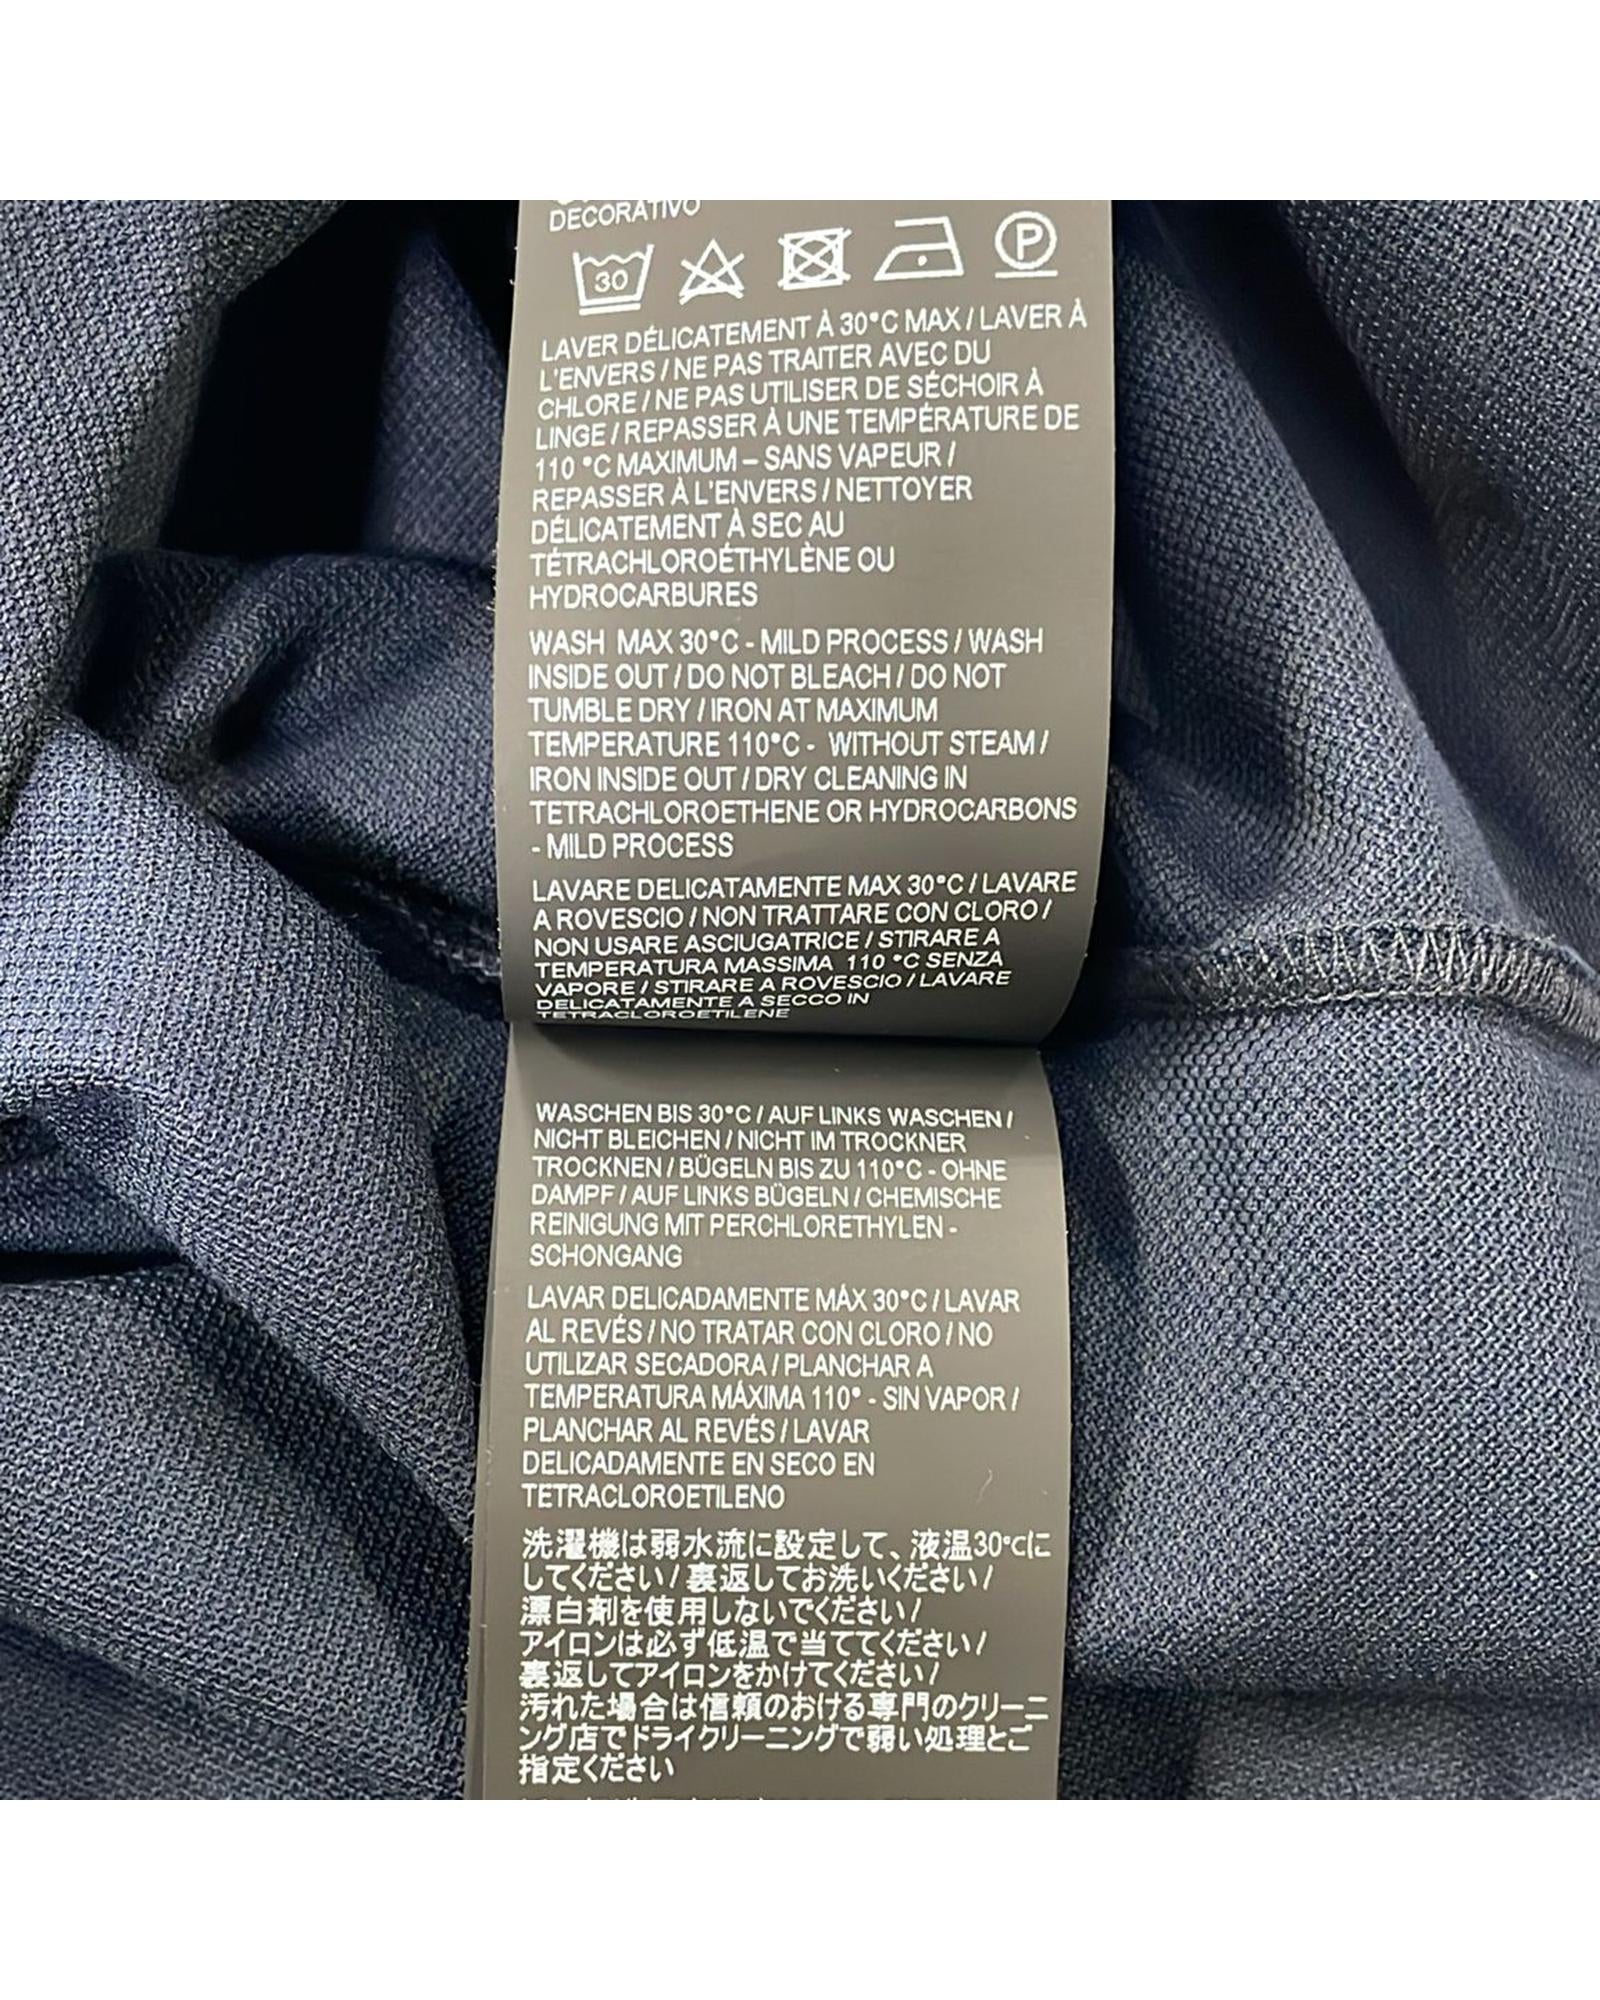 DECORATIVO
30
P
LAVER DÉLICATEMENT À 30°C MAX / LAVER À
L'ENVERS / NE PAS TRAITER AVEC DU
CHLORE / NE PAS UTILISER DE SÉCHOIR À
LINGE / REPASSER À UNE TEMPÉRATURE DE
110 °C MAXIMUM – SANS VAPEUR /
REPASSER À L'ENVERS / NETTOYER
DÉLICATEMENT À SEC AU
TÉTRACHLOROÉTHYLÈNE OU
HYDROCARBURES
WASH MAX 30°C - MILD PROCESS / WASH
INSIDE OUT / DO NOT BLEACH / DO NOT
TUMBLE DRY / IRON AT MAXIMUM
TEMPERATURE 110°C - WITHOUT STEAM /
IRON INSIDE OUT / DRY CLEANING IN
TETRACHLOROETHENE OR HYDROCARBONS
- MILD PROCESS
LAVARE DELICATAMENTE MAX 30°C / LAVARE
A ROVESCIO / NON TRATTARE CON CLORO /
NON USARE ASCIUGATRICE / STIRARE A
TEMPERATURA MASSIMA 110 °C SENZA
VAPORE / STIRARE A ROVESCIO / LAVARE
DELICATAMENTE A SECCO IN
TETRACLOROETILENE
WASCHEN BIS 30°C / AUF LINKS WASCHEN /
NICHT BLEICHEN / NICHT IM TROCKNER
TROCKNEN / BÜGELN BIS ZU 110°C - OHNE
DAMPF / AUF LINKS BÜGELN / CHEMISCHE
REINIGUNG MIT PERCHLORETHYLEN -
SCHONGANG
LAVAR DELICADAMENTE MÁX 30°C / LAVAR
AL REVÉS / NO TRATAR CON CLORO / NO
UTILIZAR SECADORA / PLANCHAR A
TEMPERATURA MÁXIMA 110° - SIN VAPOR /
PLANCHAR AL REVÉS / LAVAR
DELICADAMENTE EN SECO EN
TETRACLOROETILENO
洗濯機は弱水流に設定して、液温30°cに
してください / 裏返してお洗いください /
漂白剤を使用しないでください /
アイロンは必ず低温で当ててください /
裏返してアイロンをかけてください /
汚れた場合は信頼のおける専門のクリーニ
ング店でドライクリーニングで弱い処理とご
指定ください